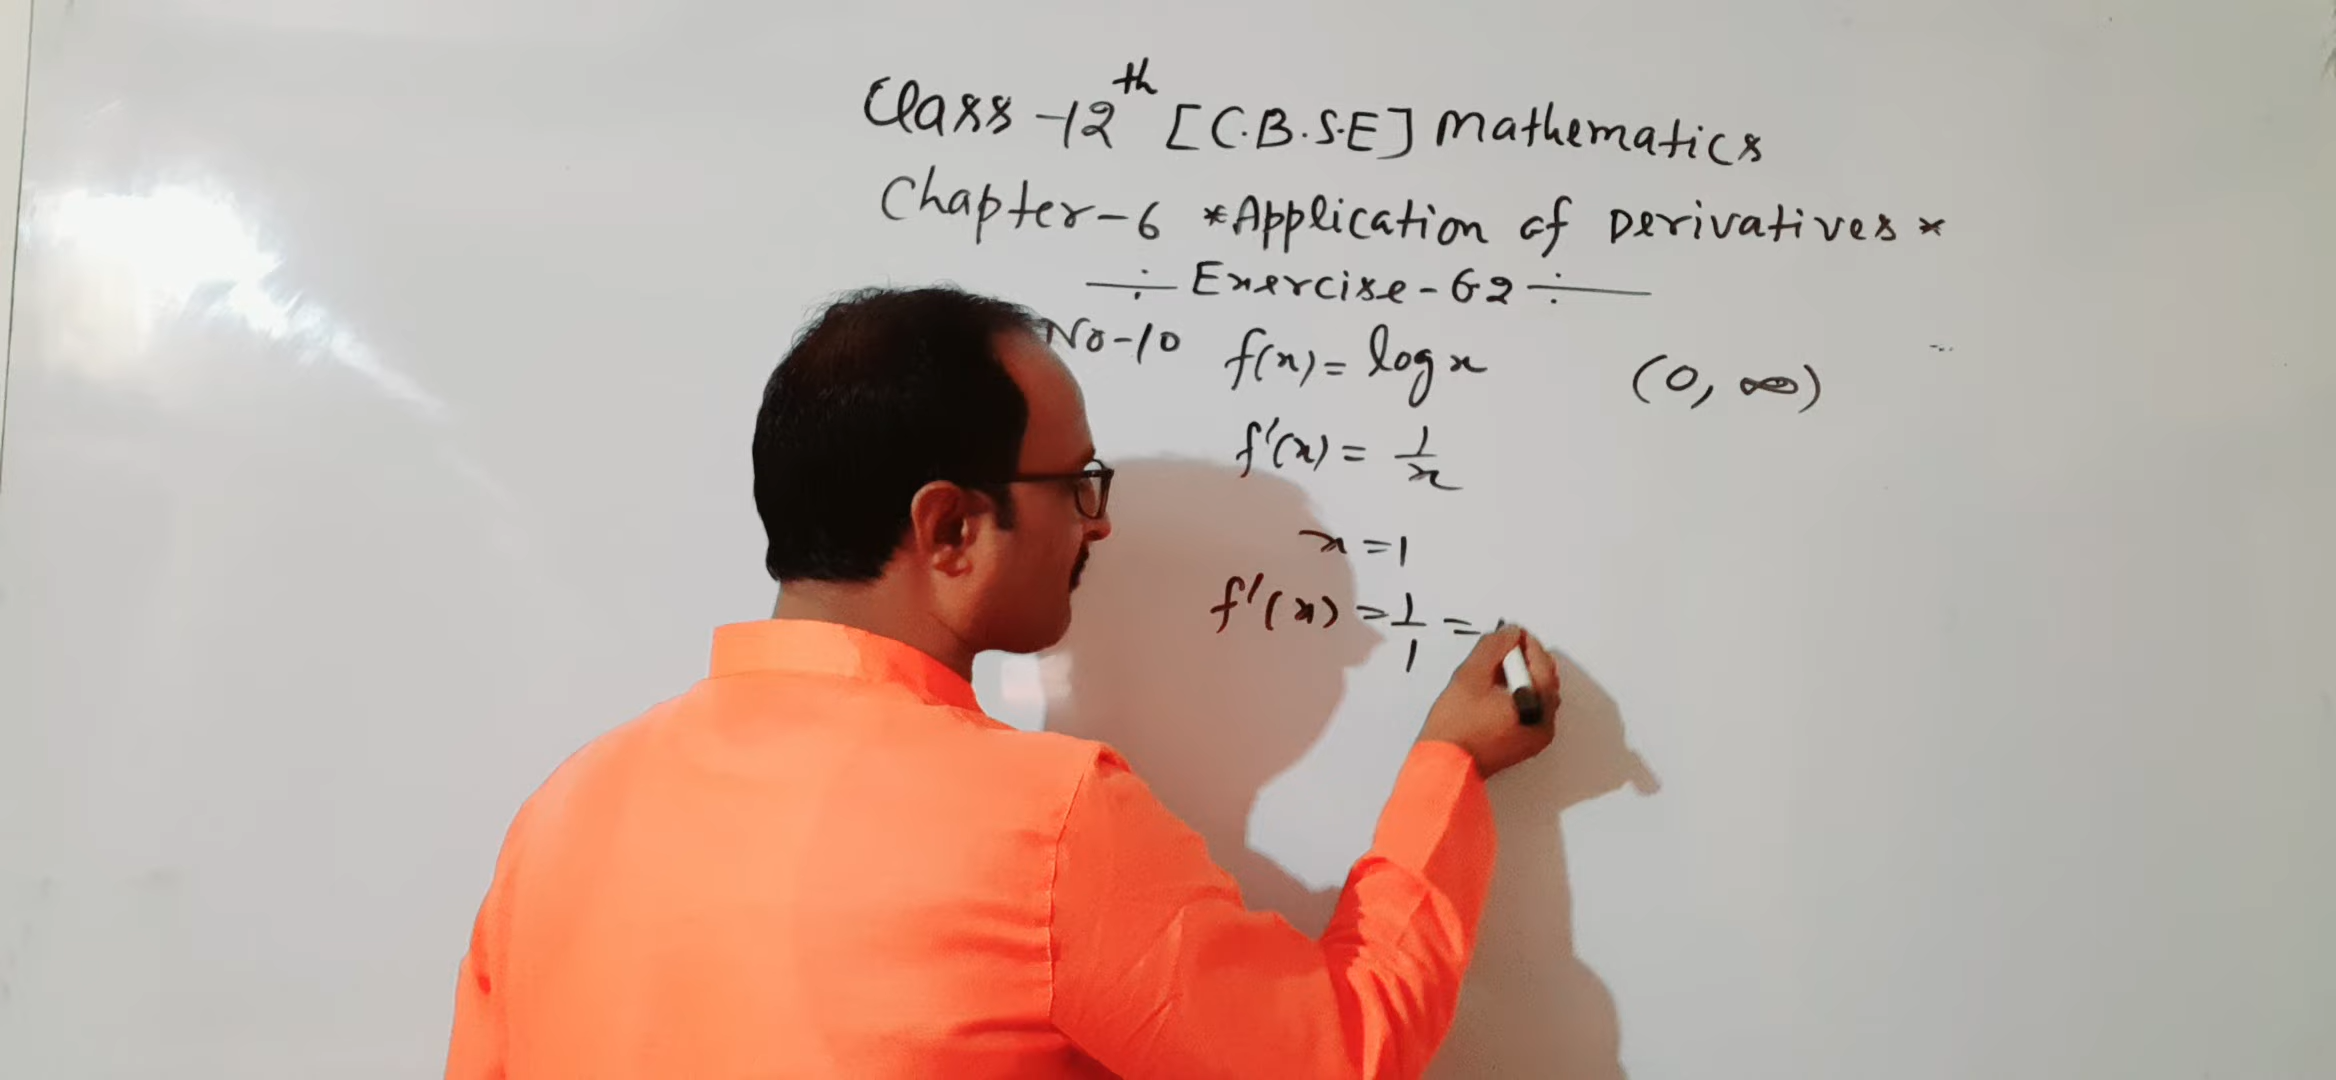 Class -12th [C.B.S.E] Mathematics
Chapter-6 *Application of Derivatives*
÷ Exercise-6.2 ÷
No-10 f(x) = log x (0, ∞)
f'(x) = 1/x
x = 1
f'(x) = 1/1 =